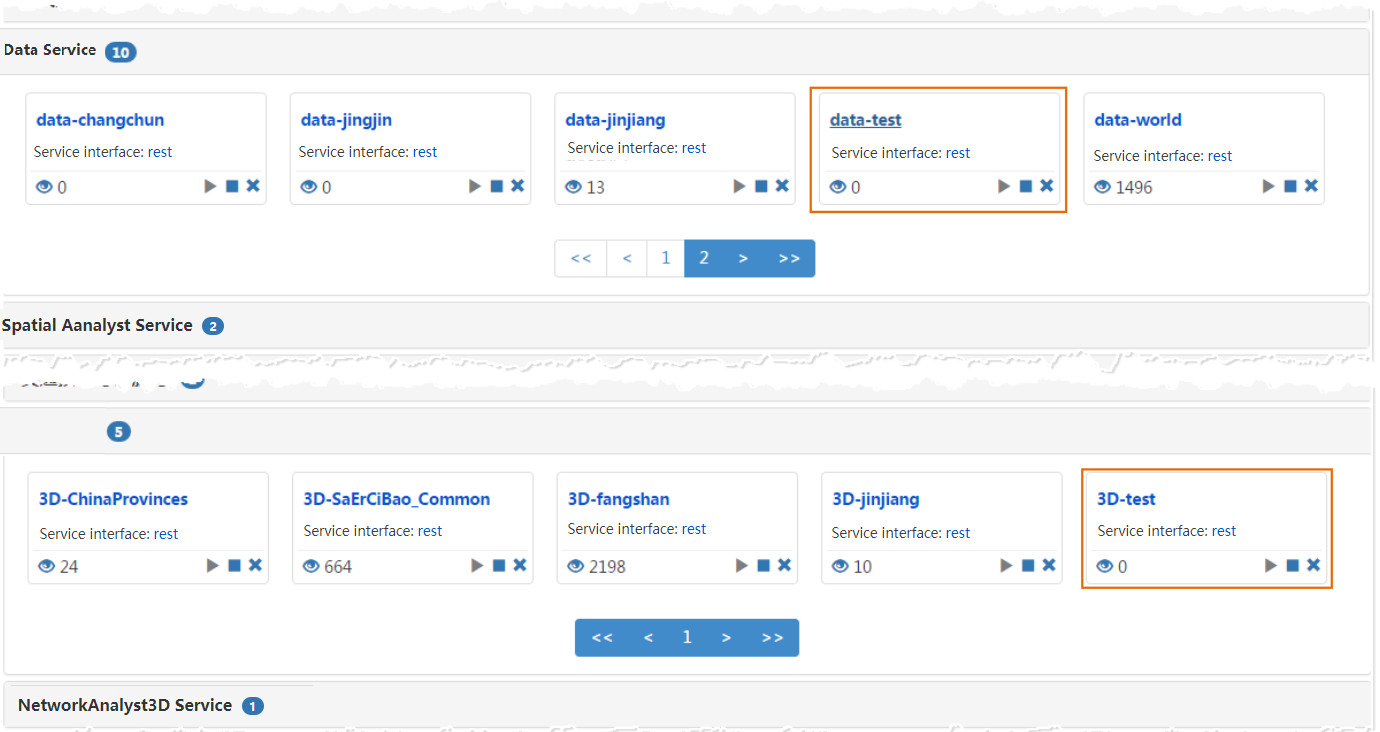 Data Service 10
data-changchun data-jingjin data-jinjiang data-test data-world
Service interface: rest Service interface: rest Service interface: rest Service interface: rest Service interface: rest
0 0 13 0 1496
<< < 1 2 > >>
Spatial Aanalyst Service 2
5
3D-ChinaProvinces 3D-SaErCiBao_Common 3D-fangshan 3D-jinjiang 3D-test
Service interface: rest Service interface: rest Service interface: rest Service interface: rest Service interface: rest
24 664 2198 10 0
<< < 1 > >>
NetworkAnalyst3D Service 1